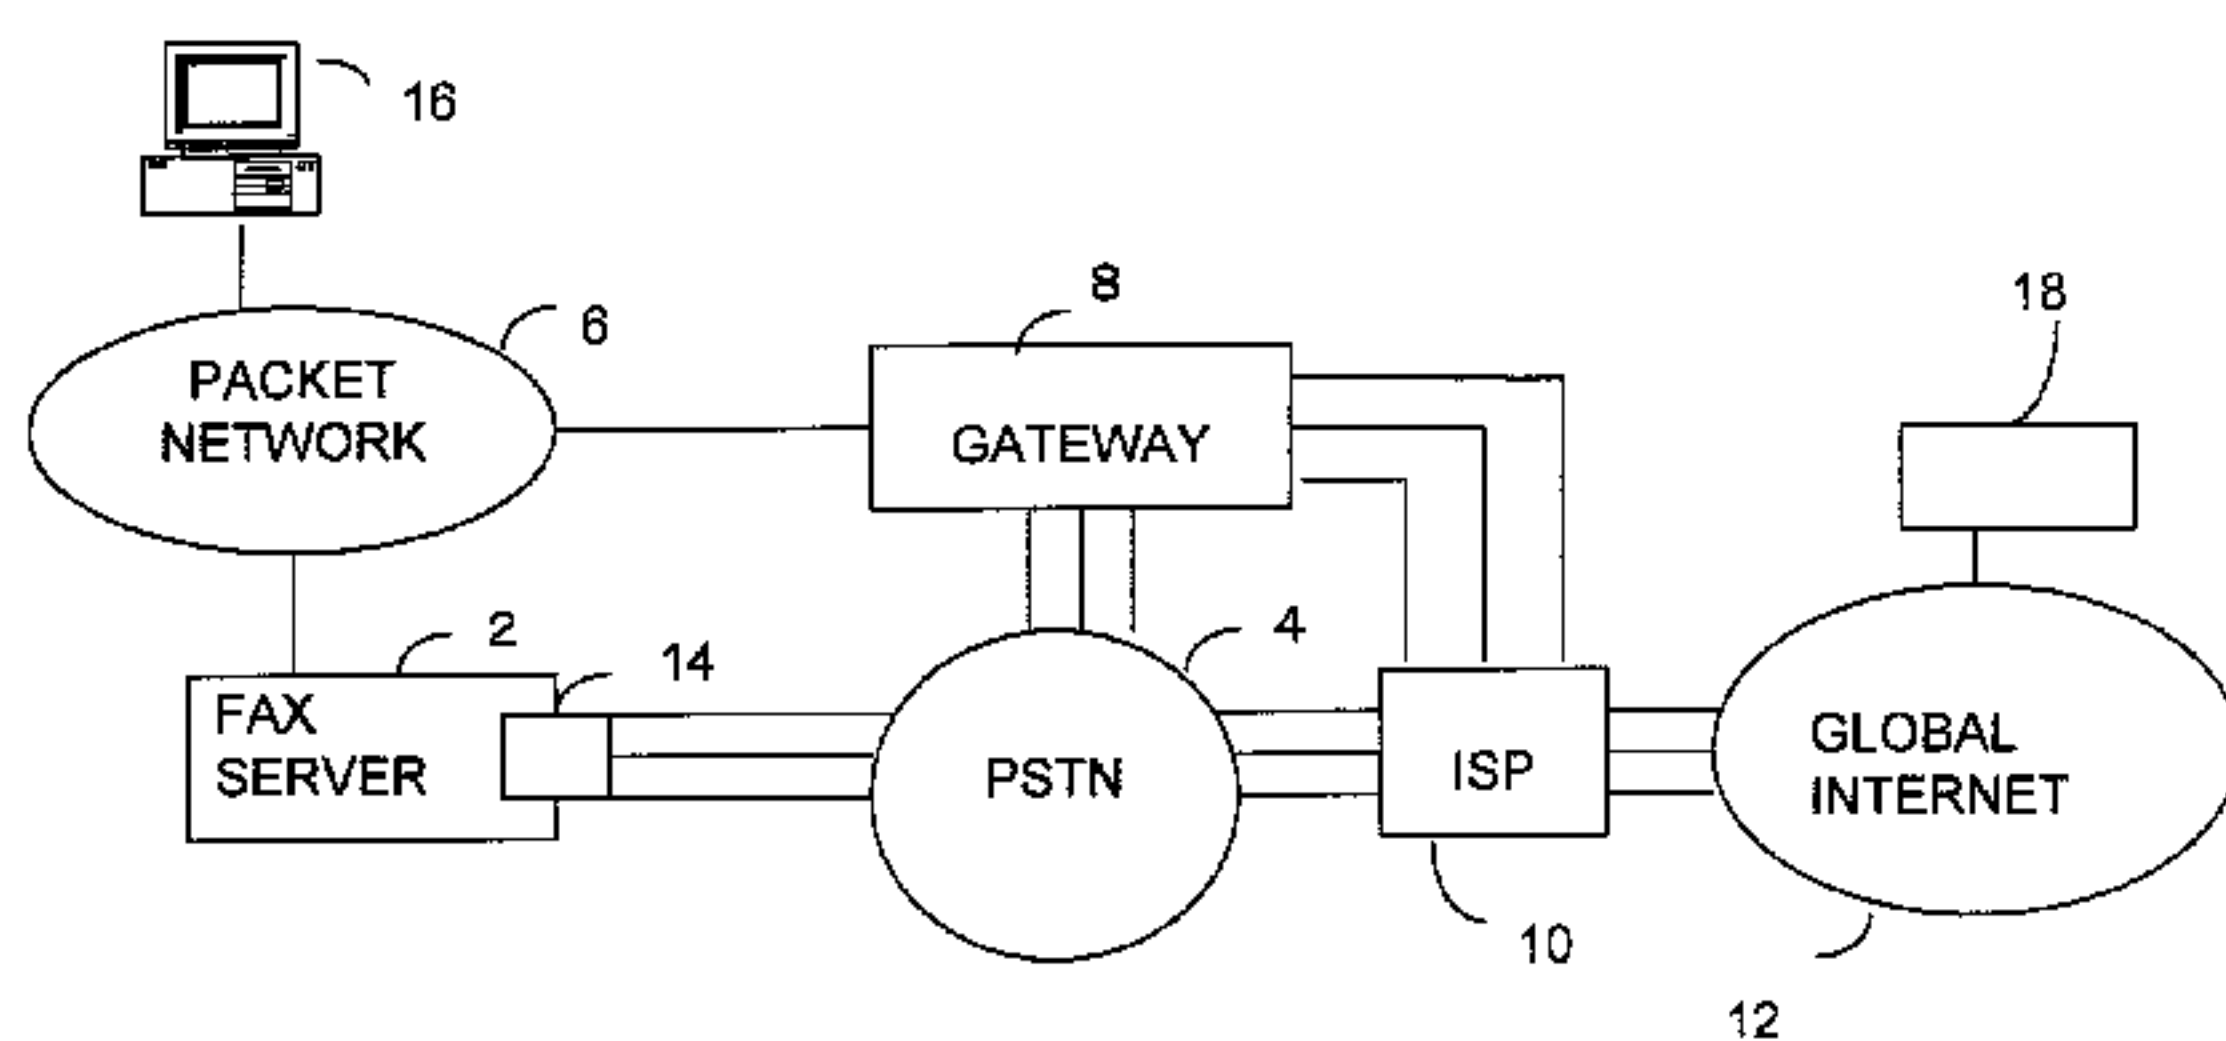 16
8
18
6
PACKET
NETWORK
GATEWAY
2
14
4
FAX
SERVER
PSTN
ISP
GLOBAL
INTERNET
10
12